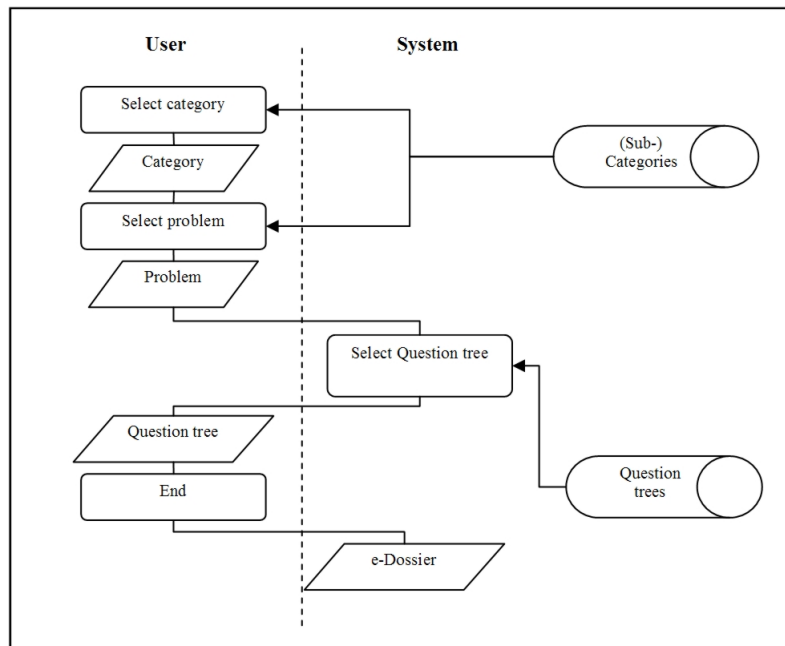 User
System
Select category
(Sub-)
Categories
Category
Select problem
Problem
Select Question tree
Question tree
Question
trees
End
e-Dossier